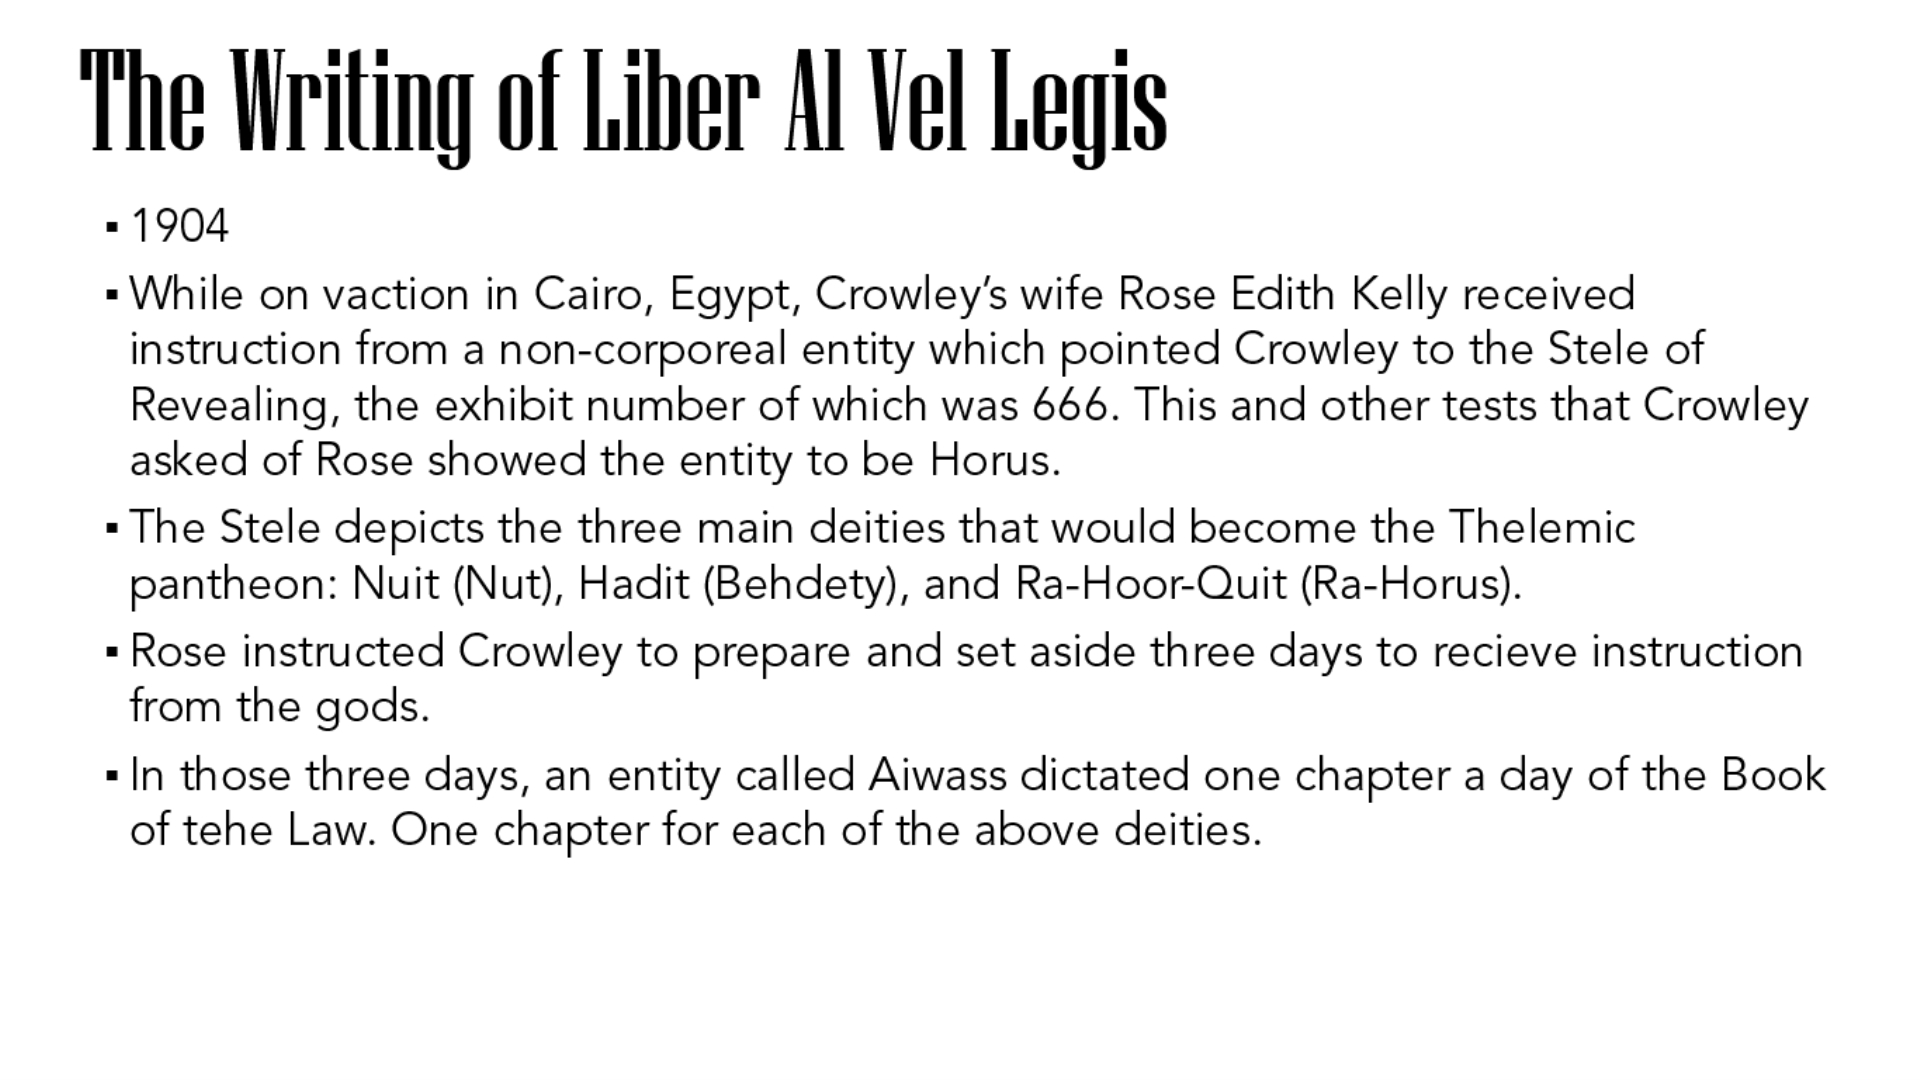 The Writing of Liber Al Vel Legis
▪ 1904
▪ While on vaction in Cairo, Egypt, Crowley’s wife Rose Edith Kelly received
instruction from a non-corporeal entity which pointed Crowley to the Stele of
Revealing, the exhibit number of which was 666. This and other tests that Crowley
asked of Rose showed the entity to be Horus.
▪ The Stele depicts the three main deities that would become the Thelemic
pantheon: Nuit (Nut), Hadit (Behdety), and Ra-Hoor-Quit (Ra-Horus).
▪ Rose instructed Crowley to prepare and set aside three days to recieve instruction
from the gods.
▪ In those three days, an entity called Aiwass dictated one chapter a day of the Book
of tehe Law. One chapter for each of the above deities.